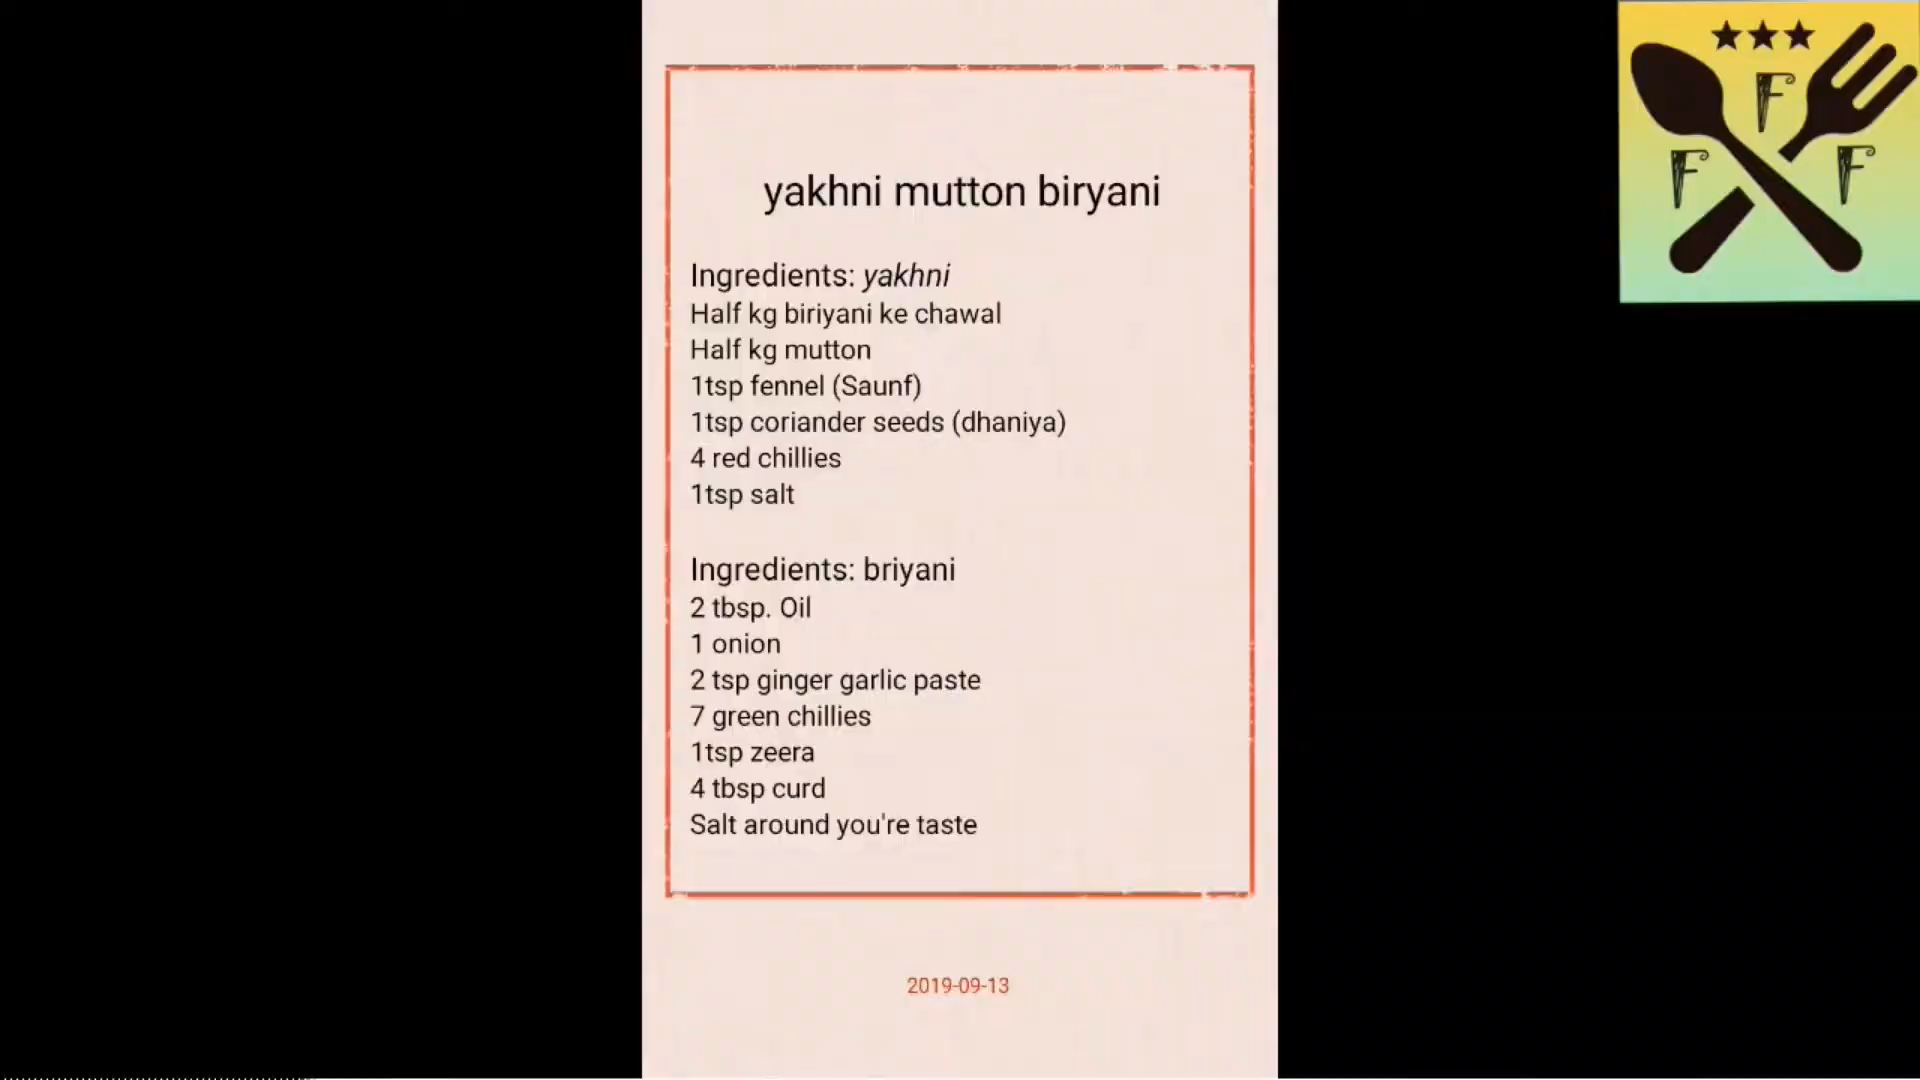 yakhni mutton biryani
Ingredients: yakhni
Half kg biriyani ke chawal
Half kg mutton
1tsp fennel (Saunf)
1tsp coriander seeds (dhaniya)
4 red chillies
1tsp salt
Ingredients: briyani
2 tbsp. Oil
1 onion
2 tsp ginger garlic paste
7 green chillies
1tsp zeera
4 tbsp curd
Salt around you're taste
2019-09-13
F
F F